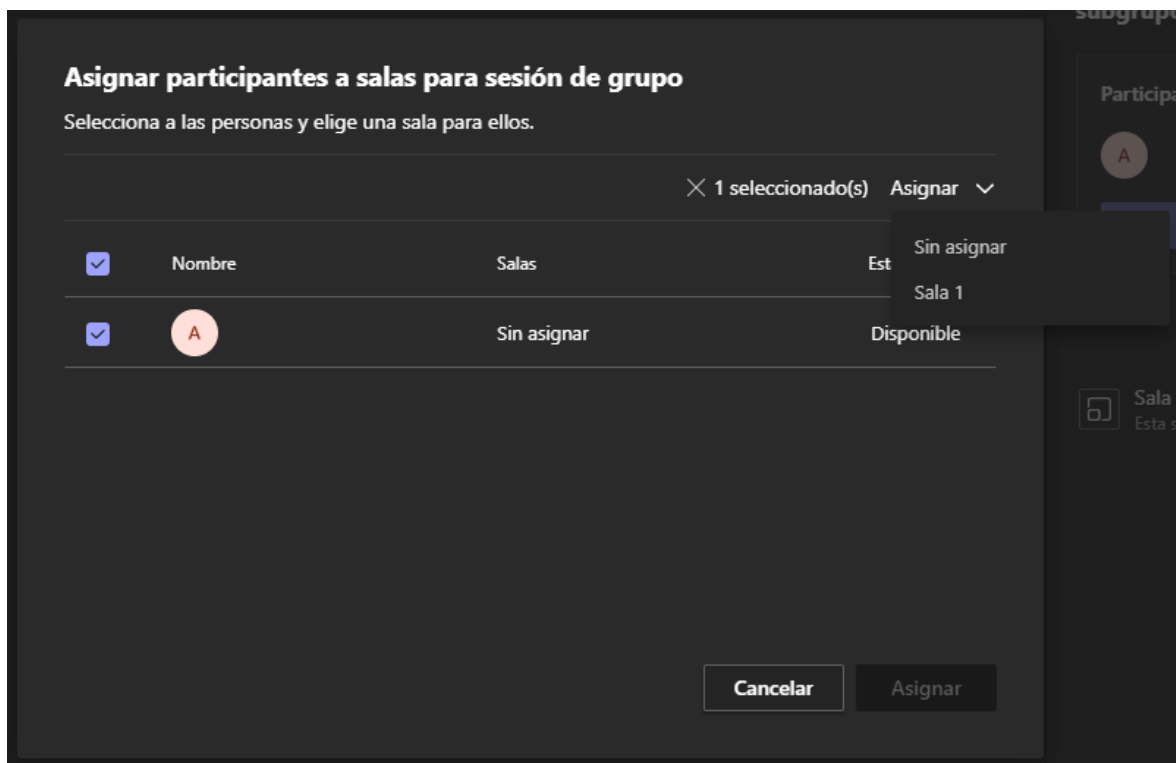 subgrupo
Asignar participantes a salas para sesión de grupo
Selecciona a las personas y elige una sala para ellos.
Participa
A
1 seleccionado(s) Asignar
Sin asignar
Sala 1
Nombre Salas Est
A Sin asignar Disponible
Sala
Esta s
Cancelar Asignar